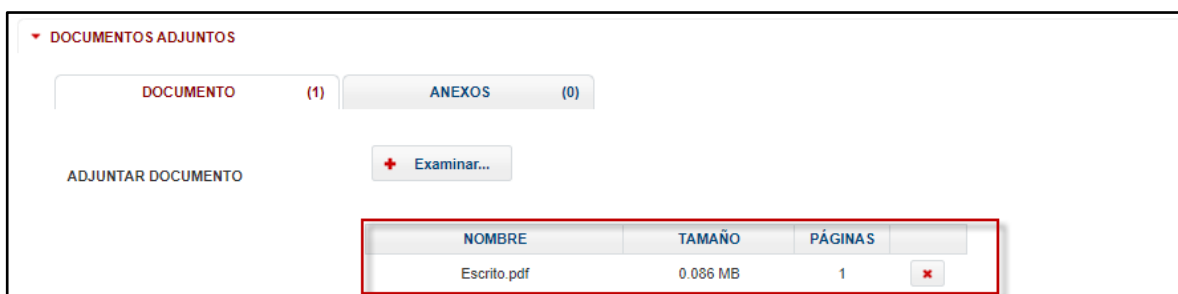 DOCUMENTOS ADJUNTOS
DOCUMENTO (1) ANEXOS (0)
ADJUNTAR DOCUMENTO Examinar...
NOMBRE TAMAÑO PÁGINAS
Escrito.pdf 0.086 MB 1